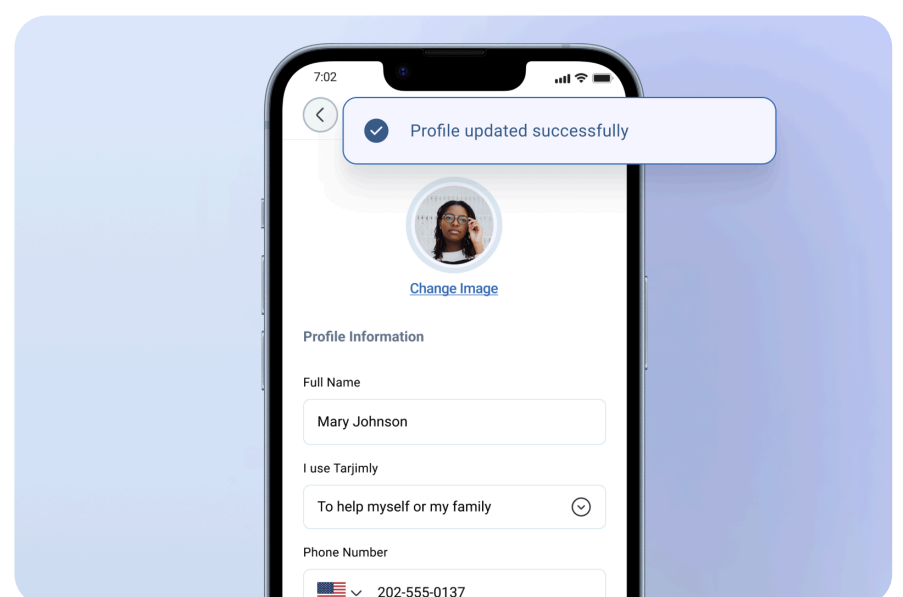 7:02
Profile updated successfully
Change Image
Profile Information
Full Name
Mary Johnson
I use Tarjimly
To help myself or my family
Phone Number
202-555-0137